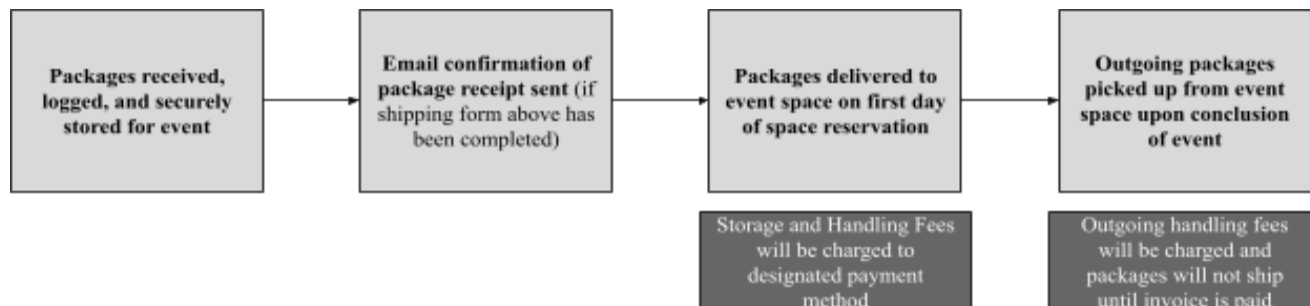 Packages received,
logged, and securely
stored for event
Email confirmation of
package receipt sent (if
shipping form above has
been completed)
Packages delivered to
event space on first day
of space reservation
Outgoing packages
picked up from event
space upon conclusion
of event
Storage and Handling Fees
will be charged to
designated payment
method
Outgoing handling fees
will be charged and
packages will not ship
until invoice is paid